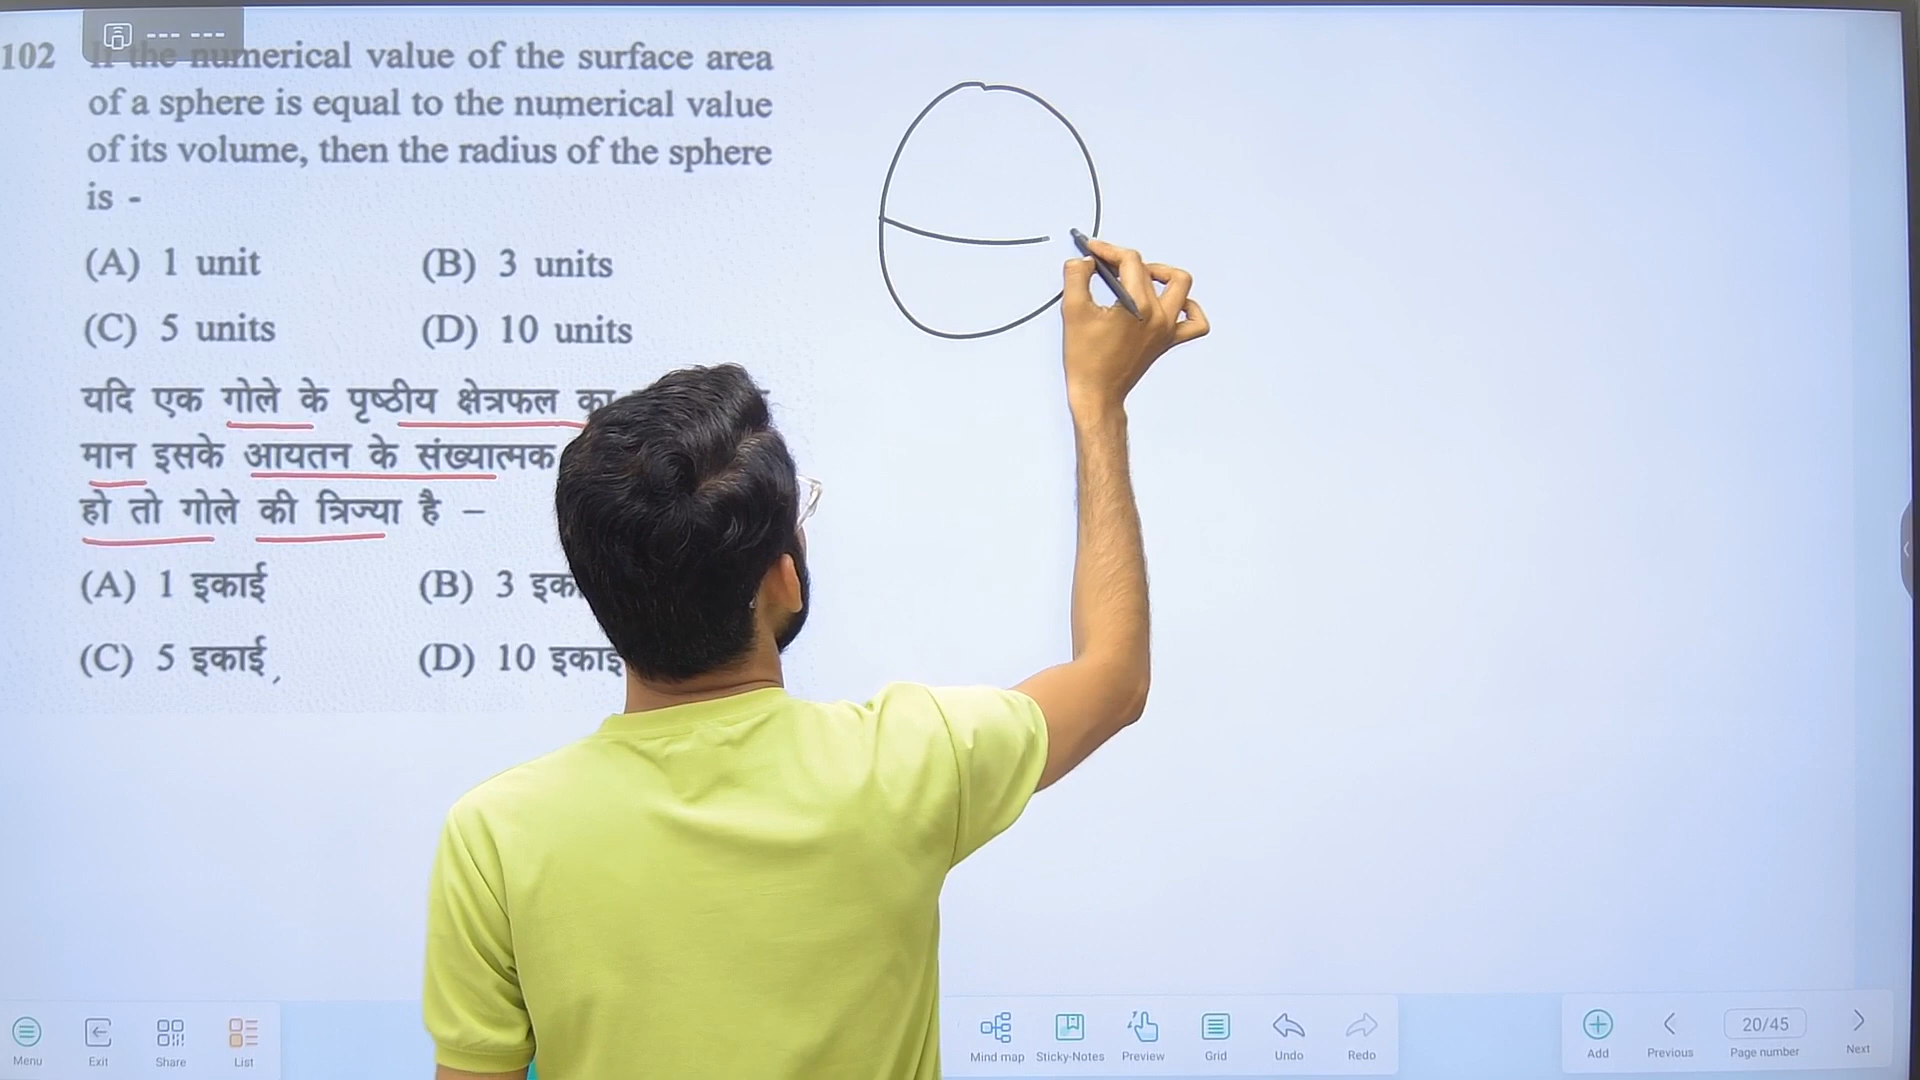 102 If the numerical value of the surface area
of a sphere is equal to the numerical value
of its volume, then the radius of the sphere
is -
(A) 1 unit (B) 3 units
(C) 5 units (D) 10 units
यदि एक गोले के पृष्ठीय क्षेत्रफल का
मान इसके आयतन के संख्यात्मक
हो तो गोले की त्रिज्या है –
(A) 1 इकाई (B) 3
(C) 5 इकाई (D) 10 इकाई
Menu Exit Share List Mind map Sticky-Notes Preview Grid Undo Redo Add Previous 20/45 Page number Next